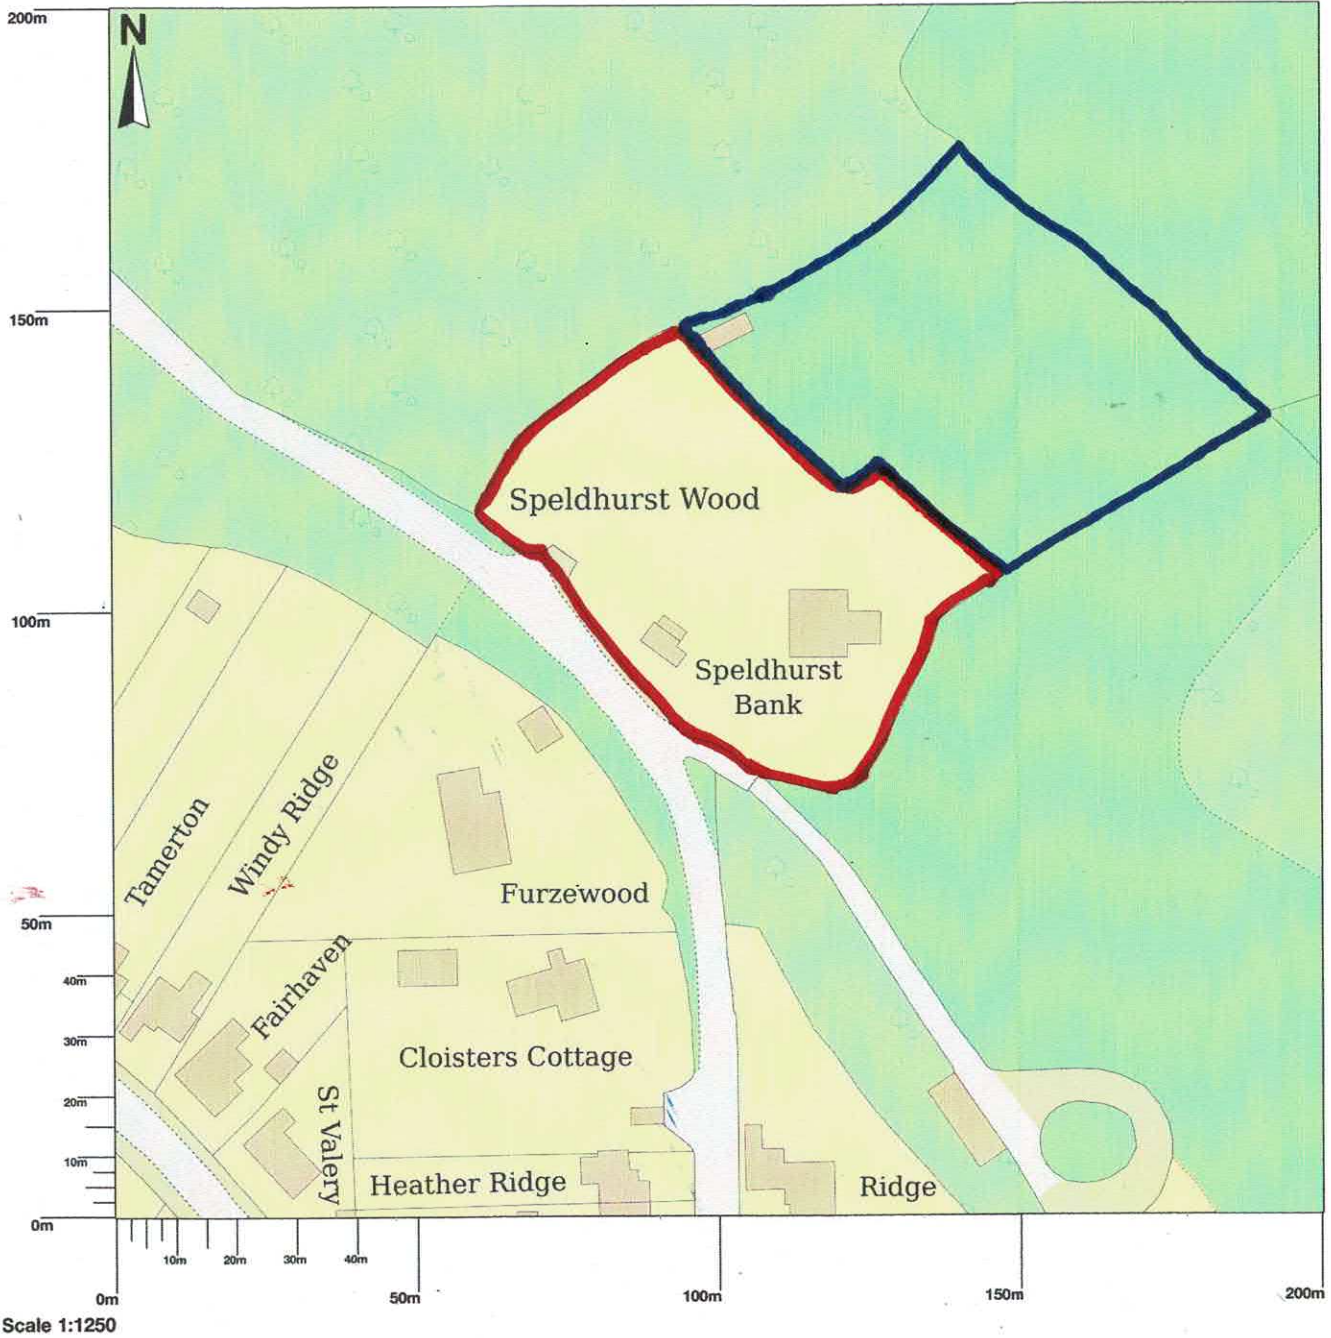 200m
N
150m
Speldhurst Wood
100m
Speldhurst
Bank
Tamerton
Windy Ridge
Furzewood
50m
Fairhaven
40m
30m
Cloisters Cottage
20m
St Valery
10m
Heather Ridge
Ridge
0m
10m
20m
30m
40m
0m
50m
100m
150m
200m
Scale 1:1250